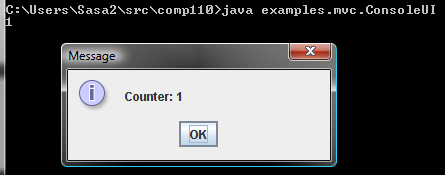 C:\Users\Sasa2\src\comp110>java examples.mvc.ConsoleUI
1
Message
Counter: 1
OK